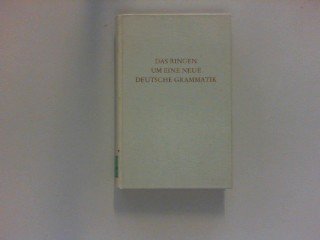 DAS RINGEN
UM EINE NEUE
DEUTSCHE GRAMMATIK